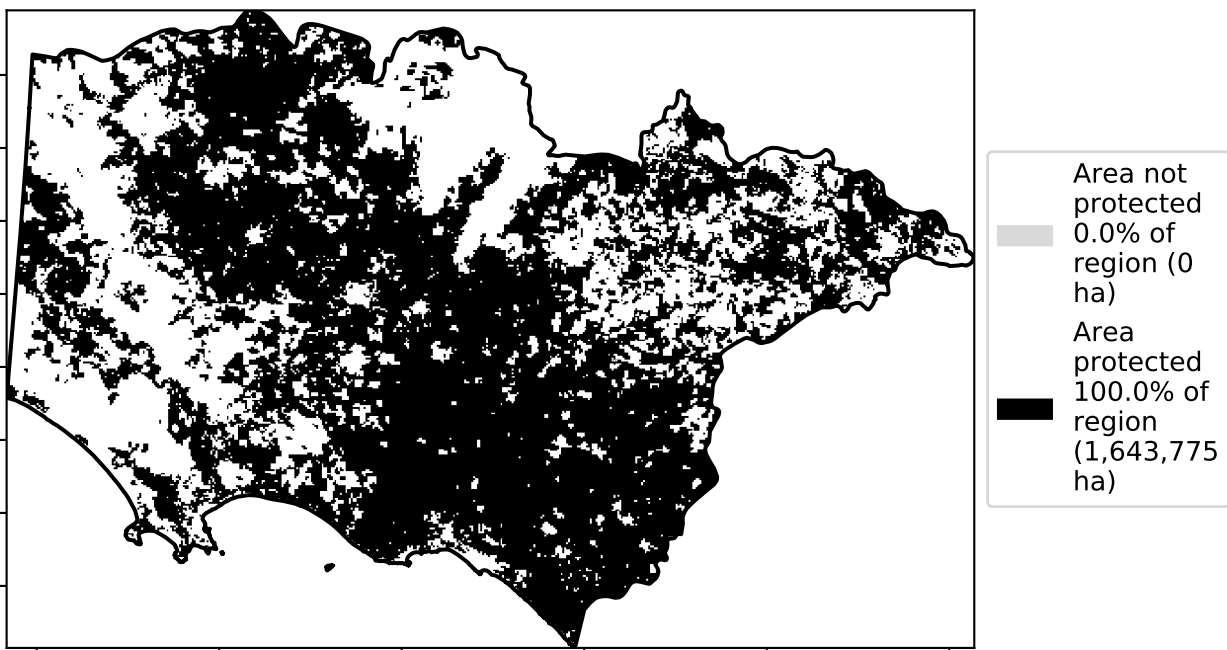 Area not
protected
0.0% of
region (0
ha)
Area
protected
100.0% of
region
(1,643,775
ha)